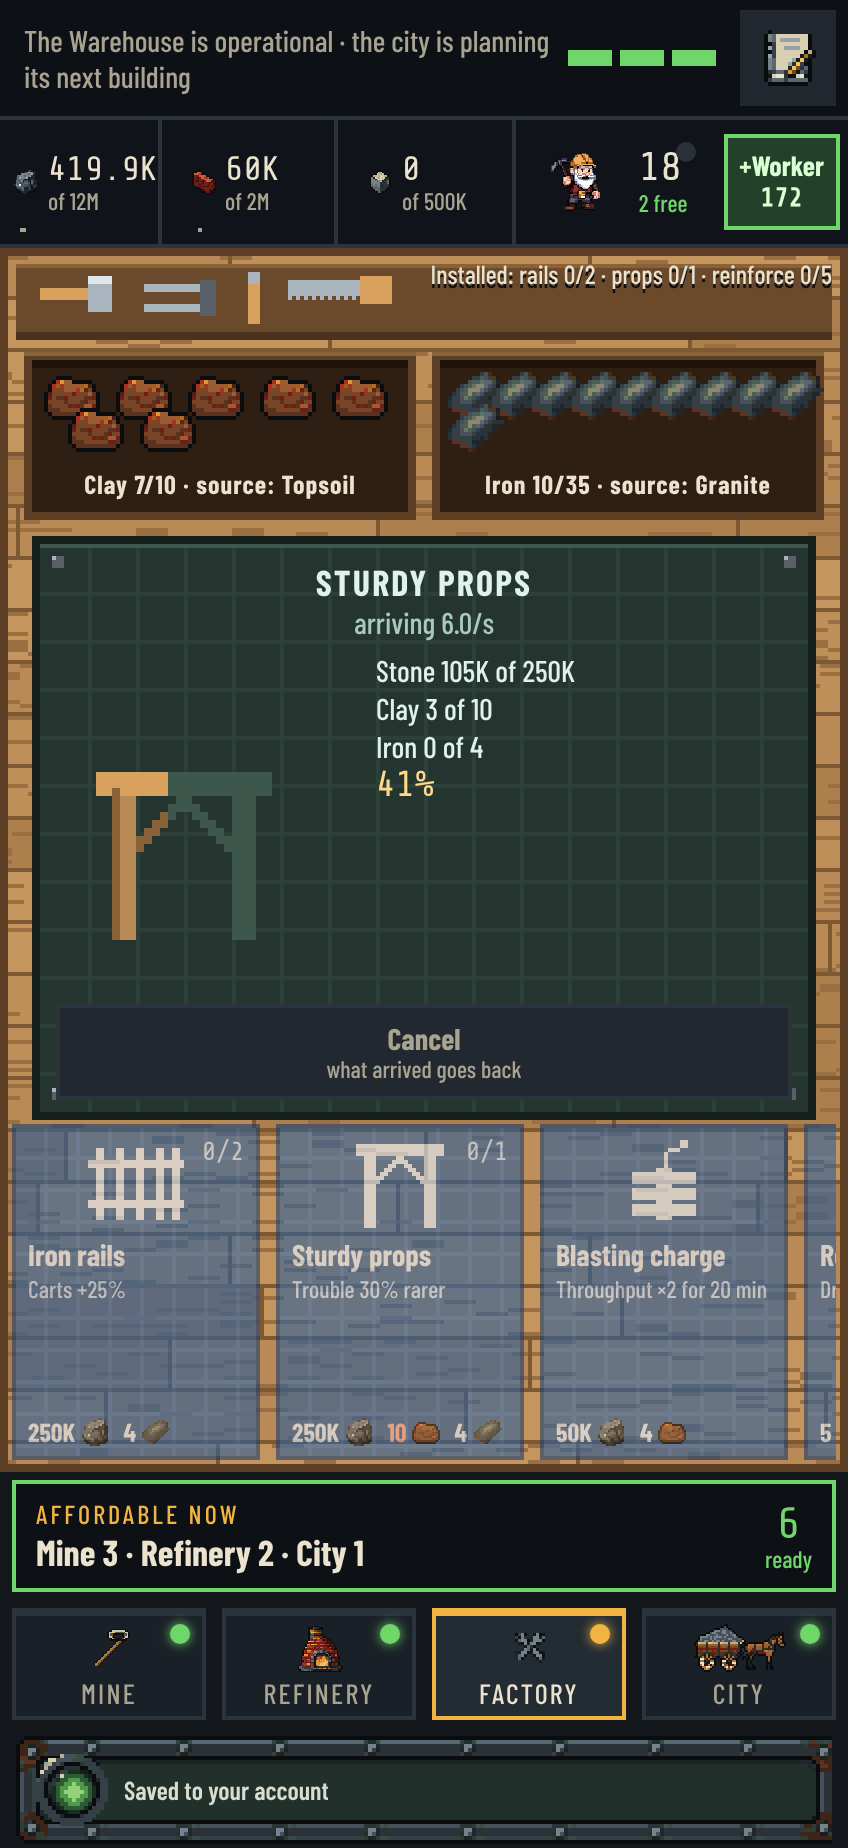 The Warehouse is operational · the city is planning
its next building
419.9K
of 12M
60K
of 2M
0
of 500K
18
2 free
+Worker
172
Installed: rails 0/2 · props 0/1 · reinforce 0/5
Clay 7/10 · source: Topsoil
Iron 10/35 · source: Granite
STURDY PROPS
arriving 6.0/s
Stone 105K of 250K
Clay 3 of 10
Iron 0 of 4
41%
Cancel
what arrived goes back
0/2
Iron rails
Carts +25%
250K 4
0/1
Sturdy props
Trouble 30% rarer
250K 10 4
Blasting charge
Throughput ×2 for 20 min
50K 4
5
AFFORDABLE NOW
Mine 3 · Refinery 2 · City 1
6
ready
MINE
REFINERY
FACTORY
CITY
Saved to your account